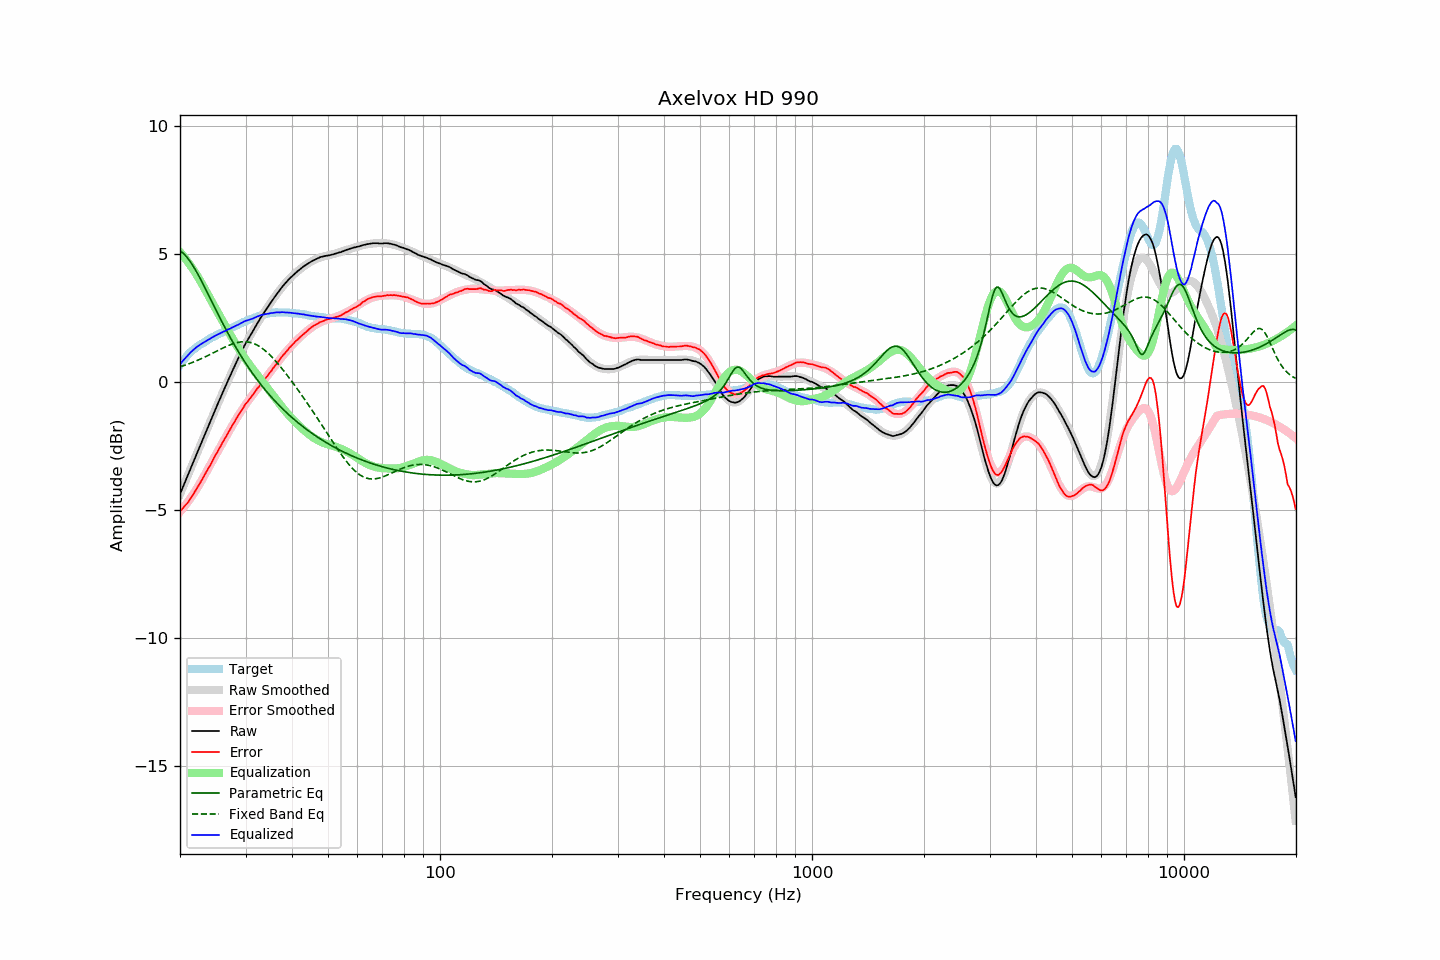 Axelvox HD 990
10
5
0
−5
−10
−15
Amplitude (dBr)
Target
Raw Smoothed
Error Smoothed
Raw
Error
Equalization
Parametric Eq
Fixed Band Eq
Equalized
100
1000
10000
Frequency (Hz)